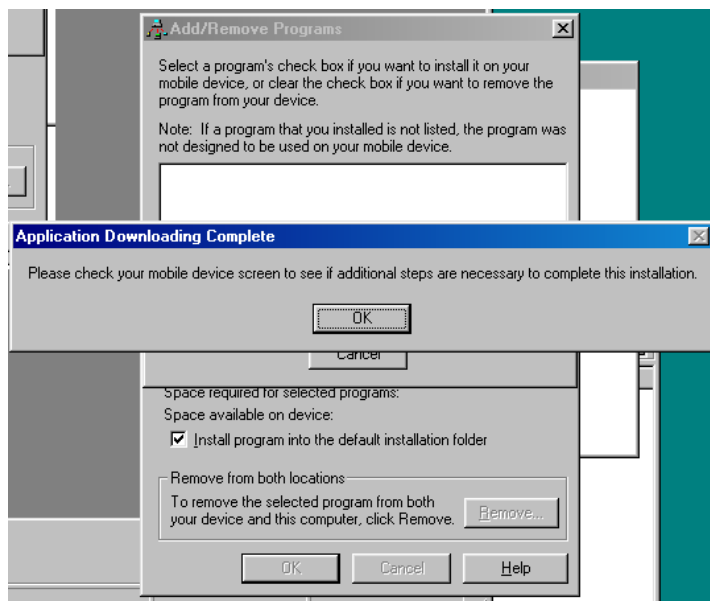 Add/Remove Programs
Select a program's check box if you want to install it on your
mobile device, or clear the check box if you want to remove the
program from your device.
Note: If a program that you installed is not listed, the program was
not designed to be used on your mobile device.
Application Downloading Complete
Please check your mobile device screen to see if additional steps are necessary to complete this installation.
OK
Cancel
Space required for selected programs:
Space available on device:
Install program into the default installation folder
Remove from both locations
To remove the selected program from both
your device and this computer, click Remove.
Remove...
OK
Cancel
Help